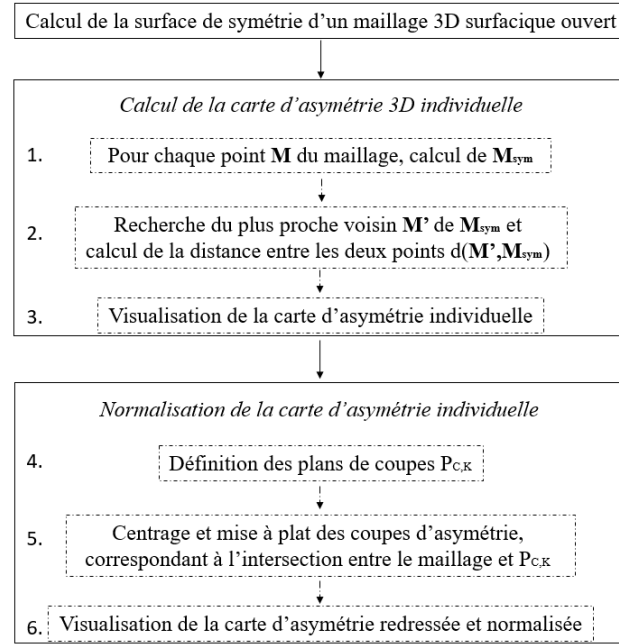 Calcul de la surface de symétrie d'un maillage 3D surfacique ouvert
Calcul de la carte d'asymétrie 3D individuelle
1. Pour chaque point M du maillage, calcul de Msym
2. Recherche du plus proche voisin M' de Msym et
calcul de la distance entre les deux points d(M',Msym)
3. Visualisation de la carte d'asymétrie individuelle
Normalisation de la carte d'asymétrie individuelle
4. Définition des plans de coupes PC,K
5. Centrage et mise à plat des coupes d'asymétrie,
correspondant à l'intersection entre le maillage et PC,K
6. Visualisation de la carte d'asymétrie redressée et normalisée